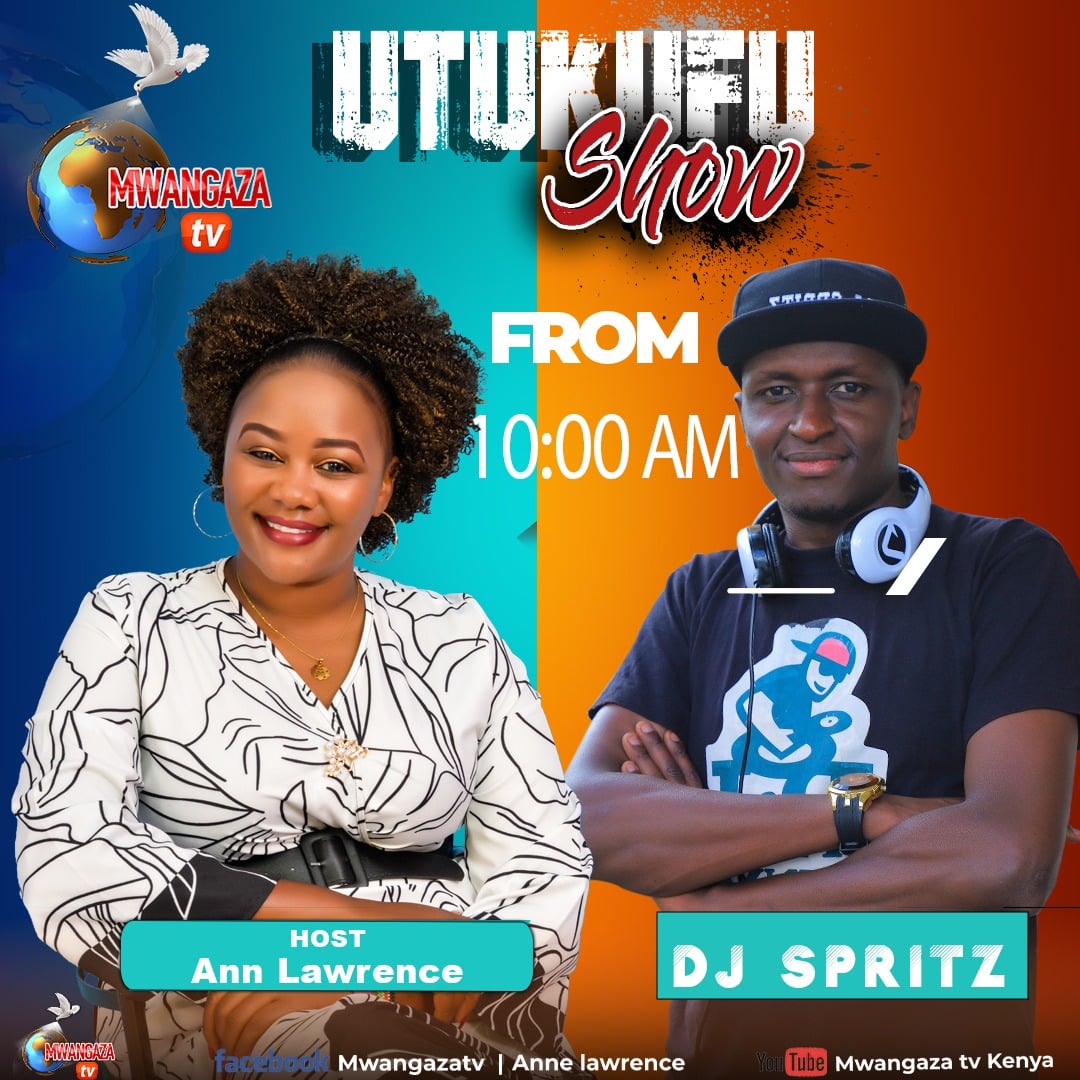 UTUKUFU
Show
MWANGAZA
tv
FROM
10:00 AM
HOST
Ann Lawrence
DJ SPRITZ
MWANGAZA
tv
facebook Mwangazatv | Anne lawrence
YouTube Mwangaza tv Kenya